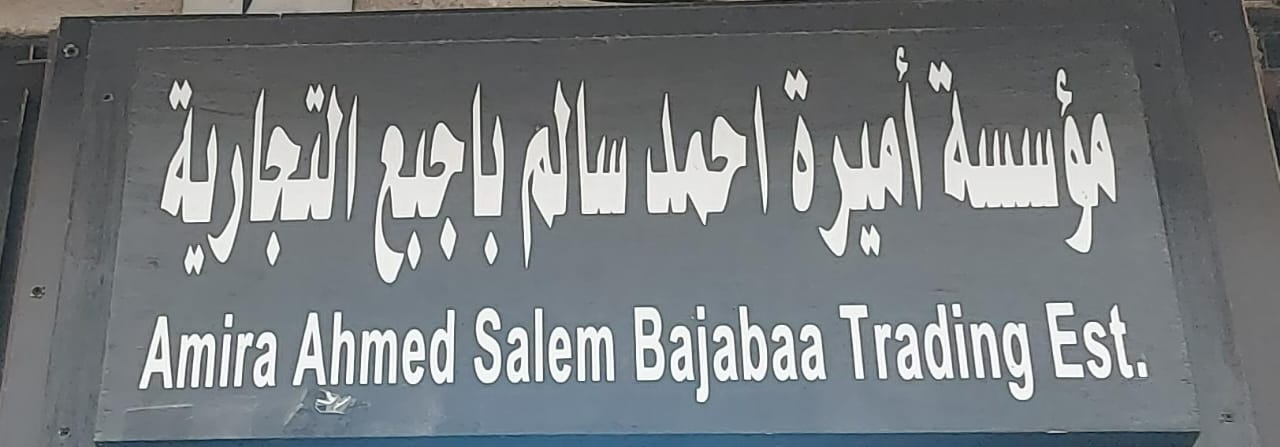 مؤسسة أميرة احمد سالم باجبع التجارية
Amira Ahmed Salem Bajabaa Trading Est.